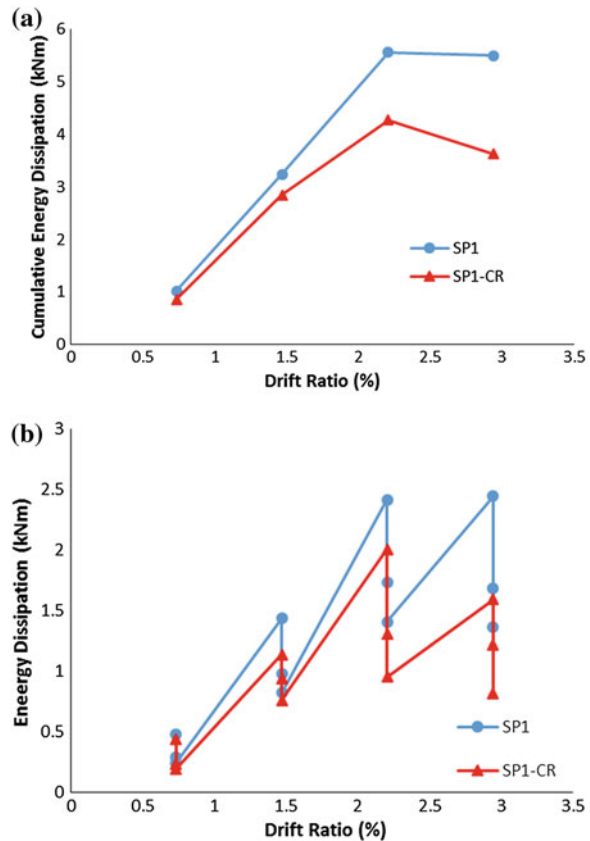 (a)
6
5
4
3
2
1
0
Cumulative Energy Dissipation (kNm)
SP1
SP1-CR
0 0.5 1 1.5 2 2.5 3 3.5
Drift Ratio (%)
(b)
3
2.5
2
1.5
1
0.5
0
Eneergy Dissipation (kNm)
SP1
SP1-CR
0 0.5 1 1.5 2 2.5 3 3.5
Drift Ratio (%)